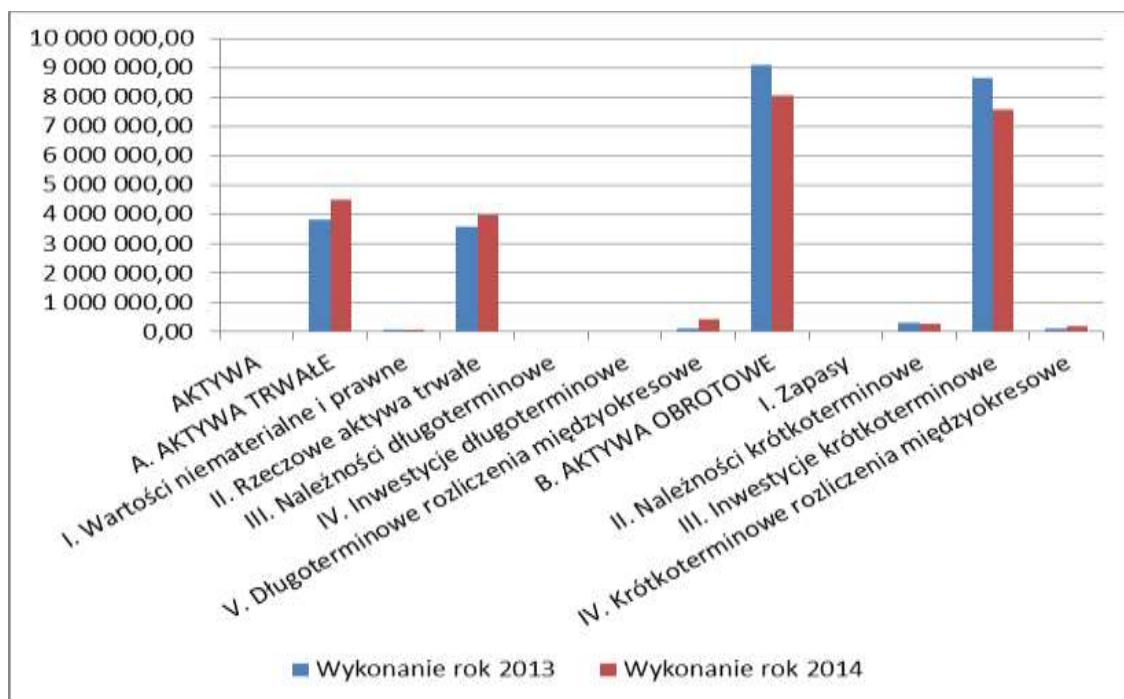 10 000 000,00
9 000 000,00
8 000 000,00
7 000 000,00
6 000 000,00
5 000 000,00
4 000 000,00
3 000 000,00
2 000 000,00
1 000 000,00
0,00
AKTYWA
A. AKTYWA TRWAŁE
I. Wartości niematerialne i prawne
II. Rzeczowe aktywa trwałe
III. Należności długoterminowe
IV. Inwestycje długoterminowe
V. Długoterminowe rozliczenia międzyokresowe
B. AKTYWA OBROTOWE
I. Zapasy
II. Należności krótkoterminowe
III. Inwestycje krótkoterminowe
IV. Krótkoterminowe rozliczenia międzyokresowe
Wykonanie rok 2013
Wykonanie rok 2014